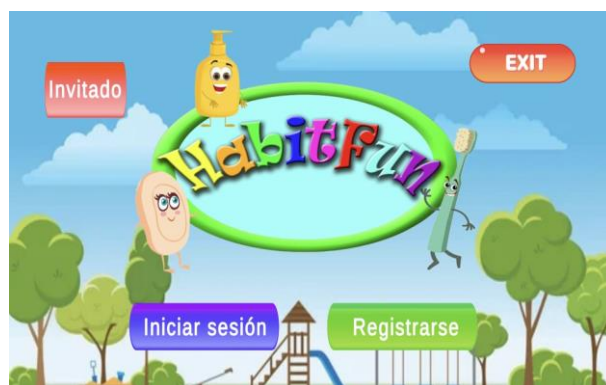 EXIT
Invitado
HabitFun
Iniciar sesión
Registrarse